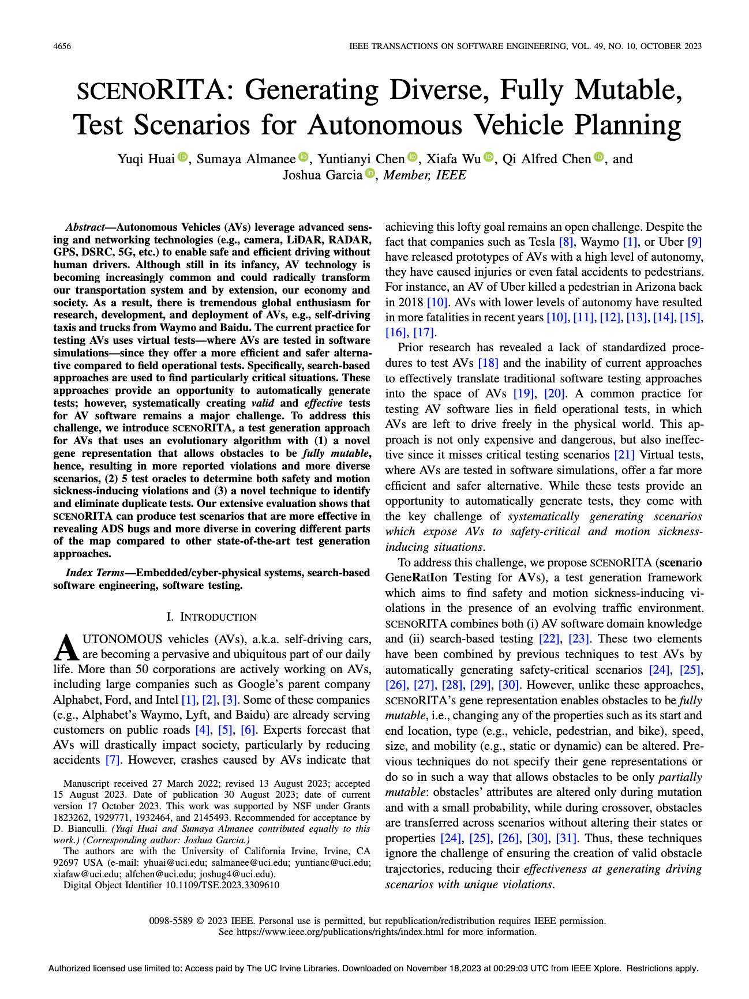 4656
IEEE TRANSACTIONS ON SOFTWARE ENGINEERING, VOL. 49, NO. 10, OCTOBER 2023
SCENORITA: Generating Diverse, Fully Mutable,
Test Scenarios for Autonomous Vehicle Planning
Yuqi Huai iD, Sumaya Almanee iD, Yuntianyi Chen iD, Xiafa Wu iD, Qi Alfred Chen iD, and
Joshua Garcia iD, Member, IEEE
Abstract—Autonomous Vehicles (AVs) leverage advanced sens-
ing and networking technologies (e.g., camera, LiDAR, RADAR,
GPS, DSRC, 5G, etc.) to enable safe and efficient driving without
human drivers. Although still in its infancy, AV technology is
becoming increasingly common and could radically transform
our transportation system and by extension, our economy and
society. As a result, there is tremendous global enthusiasm for
research, development, and deployment of AVs, e.g., self-driving
taxis and trucks from Waymo and Baidu. The current practice for
testing AVs uses virtual tests—where AVs are tested in software
simulations—since they offer a more efficient and safer alterna-
tive compared to field operational tests. Specifically, search-based
approaches are used to find particularly critical situations. These
approaches provide an opportunity to automatically generate
tests; however, systematically creating valid and effective tests
for AV software remains a major challenge. To address this
challenge, we introduce SCENORITA, a test generation approach
for AVs that uses an evolutionary algorithm with (1) a novel
gene representation that allows obstacles to be fully mutable,
hence, resulting in more reported violations and more diverse
scenarios, (2) 5 test oracles to determine both safety and motion
sickness-inducing violations and (3) a novel technique to identify
and eliminate duplicate tests. Our extensive evaluation shows that
SCENORITA can produce test scenarios that are more effective in
revealing ADS bugs and more diverse in covering different parts
of the map compared to other state-of-the-art test generation
approaches.
Index Terms—Embedded/cyber-physical systems, search-based
software engineering, software testing.
I. INTRODUCTION
AUTONOMOUS vehicles (AVs), a.k.a. self-driving cars,
are becoming a pervasive and ubiquitous part of our daily
life. More than 50 corporations are actively working on AVs,
including large companies such as Google's parent company
Alphabet, Ford, and Intel [1], [2], [3]. Some of these companies
(e.g., Alphabet's Waymo, Lyft, and Baidu) are already serving
customers on public roads [4], [5], [6]. Experts forecast that
AVs will drastically impact society, particularly by reducing
accidents [7]. However, crashes caused by AVs indicate that
Manuscript received 27 March 2022; revised 13 August 2023; accepted
15 August 2023. Date of publication 30 August 2023; date of current
version 17 October 2023. This work was supported by NSF under Grants
1823262, 1929771, 1932464, and 2145493. Recommended for acceptance by
D. Bianculli. (Yuqi Huai and Sumaya Almanee contributed equally to this
work.) (Corresponding author: Joshua Garcia.)
The authors are with the University of California Irvine, Irvine, CA
92697 USA (e-mail: yhuai@uci.edu; salmanee@uci.edu; yuntianc@uci.edu;
xiafaw@uci.edu; alfchen@uci.edu; joshug4@uci.edu).
Digital Object Identifier 10.1109/TSE.2023.3309610
achieving this lofty goal remains an open challenge. Despite the
fact that companies such as Tesla [8], Waymo [1], or Uber [9]
have released prototypes of AVs with a high level of autonomy,
they have caused injuries or even fatal accidents to pedestrians.
For instance, an AV of Uber killed a pedestrian in Arizona back
in 2018 [10]. AVs with lower levels of autonomy have resulted
in more fatalities in recent years [10], [11], [12], [13], [14], [15],
[16], [17].
Prior research has revealed a lack of standardized proce-
dures to test AVs [18] and the inability of current approaches
to effectively translate traditional software testing approaches
into the space of AVs [19], [20]. A common practice for
testing AV software lies in field operational tests, in which
AVs are left to drive freely in the physical world. This ap-
proach is not only expensive and dangerous, but also ineffec-
tive since it misses critical testing scenarios [21] Virtual tests,
where AVs are tested in software simulations, offer a far more
efficient and safer alternative. While these tests provide an
opportunity to automatically generate tests, they come with
the key challenge of systematically generating scenarios
which expose AVs to safety-critical and motion sickness-
inducing situations.
To address this challenge, we propose SCENORITA (scenario
GeneRatIon Testing for AVs), a test generation framework
which aims to find safety and motion sickness-inducing vi-
olations in the presence of an evolving traffic environment.
SCENORITA combines both (i) AV software domain knowledge
and (ii) search-based testing [22], [23]. These two elements
have been combined by previous techniques to test AVs by
automatically generating safety-critical scenarios [24], [25],
[26], [27], [28], [29], [30]. However, unlike these approaches,
SCENORITA's gene representation enables obstacles to be fully
mutable, i.e., changing any of the properties such as its start and
end location, type (e.g., vehicle, pedestrian, and bike), speed,
size, and mobility (e.g., static or dynamic) can be altered. Pre-
vious techniques do not specify their gene representations or
do so in such a way that allows obstacles to be only partially
mutable: obstacles' attributes are altered only during mutation
and with a small probability, while during crossover, obstacles
are transferred across scenarios without altering their states or
properties [24], [25], [26], [30], [31]. Thus, these techniques
ignore the challenge of ensuring the creation of valid obstacle
trajectories, reducing their effectiveness at generating driving
scenarios with unique violations.
0098-5589 © 2023 IEEE. Personal use is permitted, but republication/redistribution requires IEEE permission.
See https://www.ieee.org/publications/rights/index.html for more information.
Authorized licensed use limited to: Access paid by The UC Irvine Libraries. Downloaded on November 18,2023 at 00:29:03 UTC from IEEE Xplore. Restrictions apply.